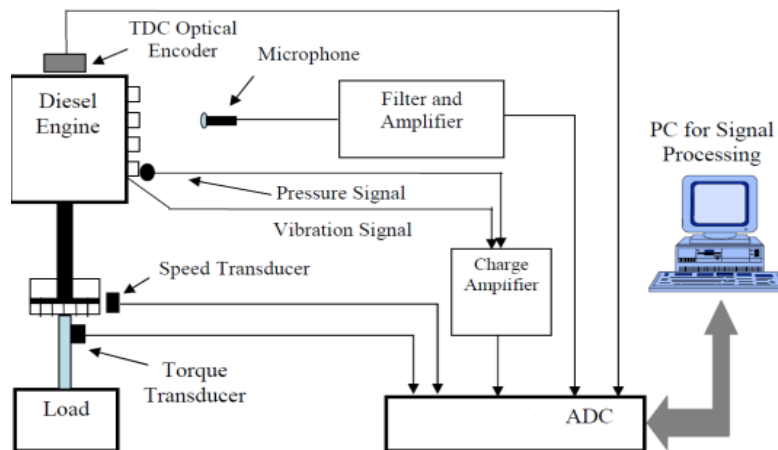 TDC Optical
Encoder
Microphone
Diesel
Engine
Filter and
Amplifier
PC for Signal
Processing
Pressure Signal
Vibration Signal
Speed Transducer
Charge
Amplifier
Torque
Transducer
Load
ADC